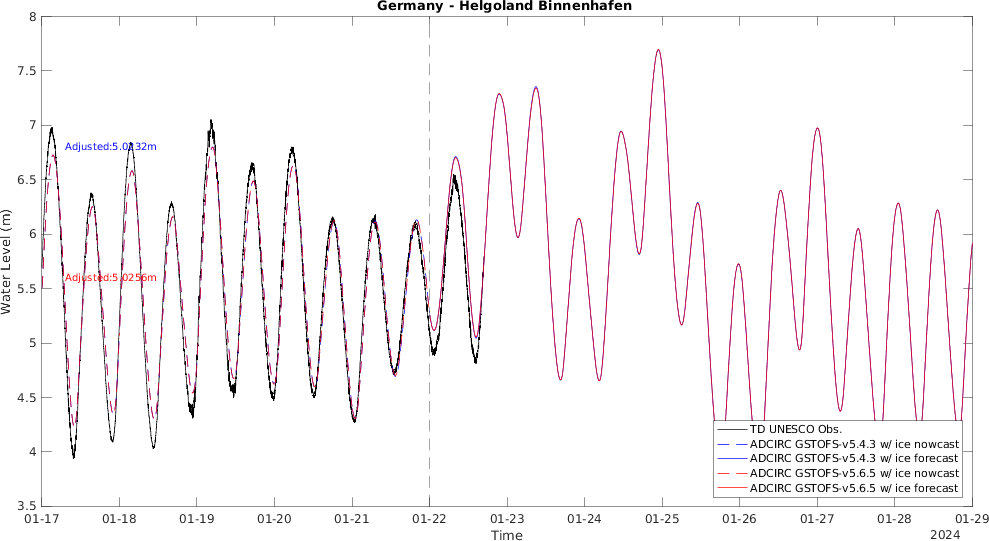 Germany - Helgoland Binnenhafen
8
7.5
7
6.5
6
5.5
5
4.5
4
3.5
Water Level (m)
Adjusted:5.0132m
Adjusted:5.0256m
TD UNESCO Obs.
ADCIRC GSTOFS-v5.4.3 w/ ice nowcast
ADCIRC GSTOFS-v5.4.3 w/ ice forecast
ADCIRC GSTOFS-v5.6.5 w/ ice nowcast
ADCIRC GSTOFS-v5.6.5 w/ ice forecast
01-17 01-18 01-19 01-20 01-21 01-22 01-23 01-24 01-25 01-26 01-27 01-28 01-29
Time
2024